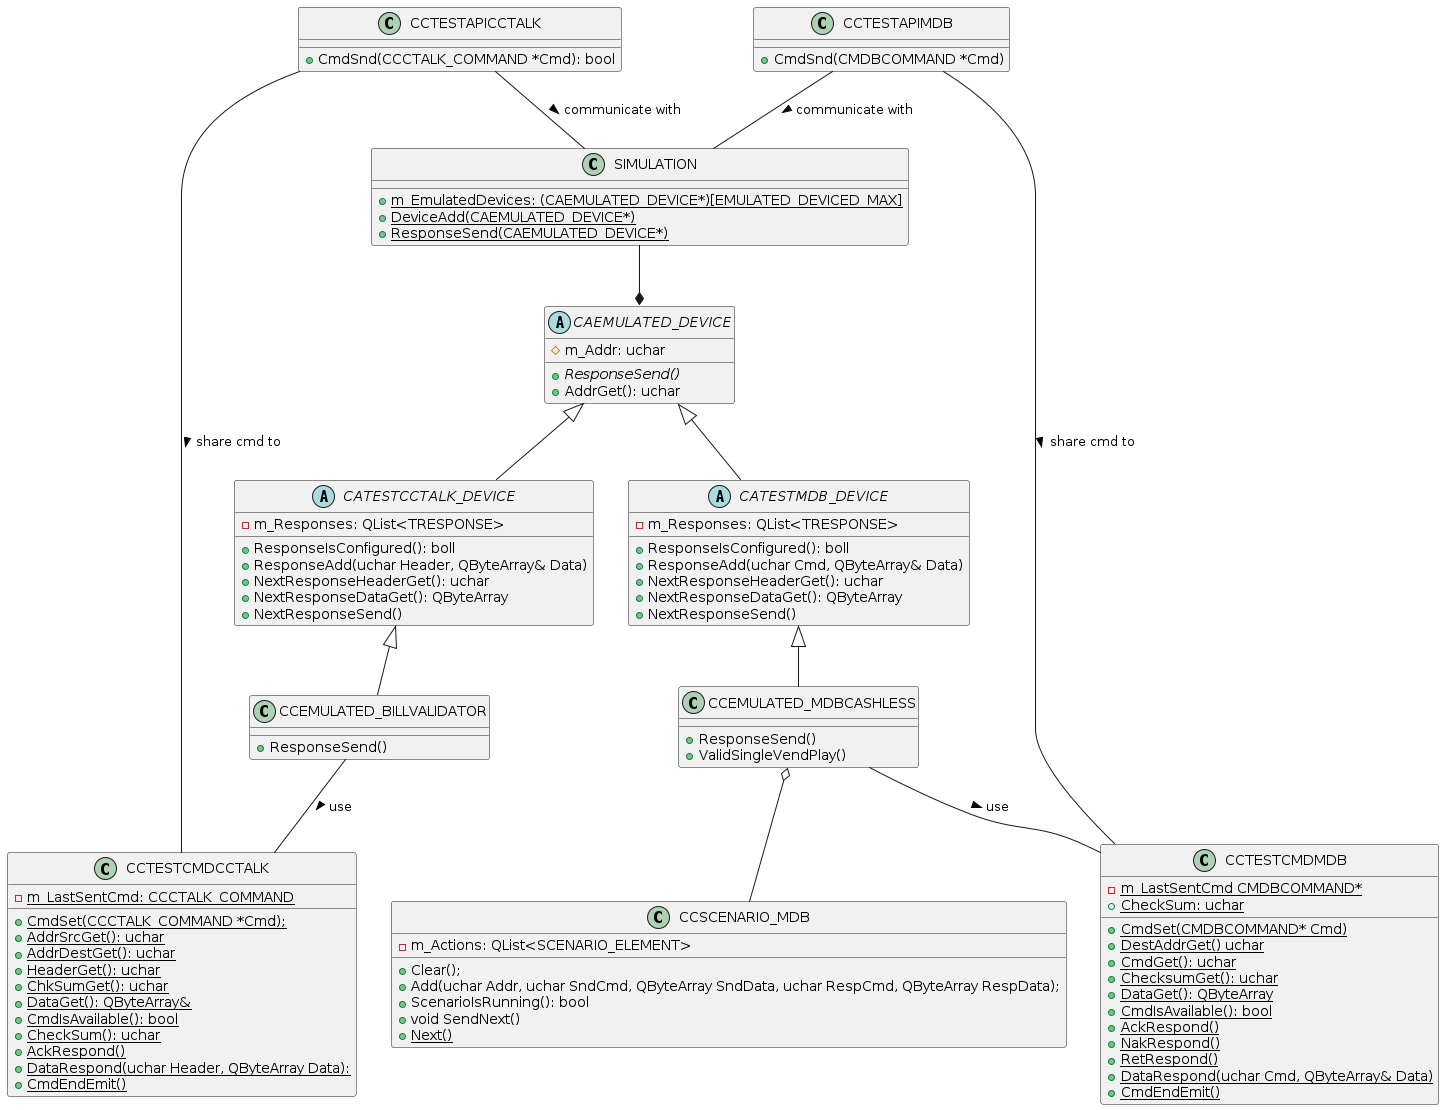 C CCTESTAPICCTALK
CmdSnd(CCCTALK_COMMAND *Cmd): bool
C CCTESTAPIMDB
CmdSnd(CMDBCOMMAND *Cmd)
communicate with
communicate with
C SIMULATION
m_EmulatedDevices: (CAEMULATED_DEVICE*)[EMULATED_DEVICED_MAX]
DeviceAdd(CAEMULATED_DEVICE*)
ResponseSend(CAEMULATED_DEVICE*)
A CAEMULATED_DEVICE
m_Addr: uchar
ResponseSend()
AddrGet(): uchar
share cmd to
share cmd to
A CATESTCCTALK_DEVICE
m_Responses: QList<TRESPONSE>
ResponseIsConfigured(): boll
ResponseAdd(uchar Header, QByteArray& Data)
NextResponseHeaderGet(): uchar
NextResponseDataGet(): QByteArray
NextResponseSend()
A CATESTMDB_DEVICE
m_Responses: QList<TRESPONSE>
ResponseIsConfigured(): boll
ResponseAdd(uchar Cmd, QByteArray& Data)
NextResponseHeaderGet(): uchar
NextResponseDataGet(): QByteArray
NextResponseSend()
C CCEMULATED_BILLVALIDATOR
ResponseSend()
C CCEMULATED_MDBCASHLESS
ResponseSend()
ValidSingleVendPlay()
use
use
C CCTESTCMDCCTALK
m_LastSentCmd: CCCTALK_COMMAND
CmdSet(CCCTALK_COMMAND *Cmd);
AddrSrcGet(): uchar
AddrDestGet(): uchar
HeaderGet(): uchar
ChkSumGet(): uchar
DataGet(): QByteArray&
CmdIsAvailable(): bool
CheckSum(): uchar
AckRespond()
DataRespond(uchar Header, QByteArray Data):
CmdEndEmit()
C CCSCENARIO_MDB
m_Actions: QList<SCENARIO_ELEMENT>
Clear();
Add(uchar Addr, uchar SndCmd, QByteArray SndData, uchar RespCmd, QByteArray RespData);
ScenarioIsRunning(): bool
void SendNext()
Next()
C CCTESTCMDMDB
m_LastSentCmd CMDBCOMMAND*
CheckSum: uchar
CmdSet(CMDBCOMMAND* Cmd)
DestAddrGet() uchar
CmdGet(): uchar
ChecksumGet(): uchar
DataGet(): QByteArray
CmdIsAvailable(): bool
AckRespond()
NakRespond()
RetRespond()
DataRespond(uchar Cmd, QByteArray& Data)
CmdEndEmit()